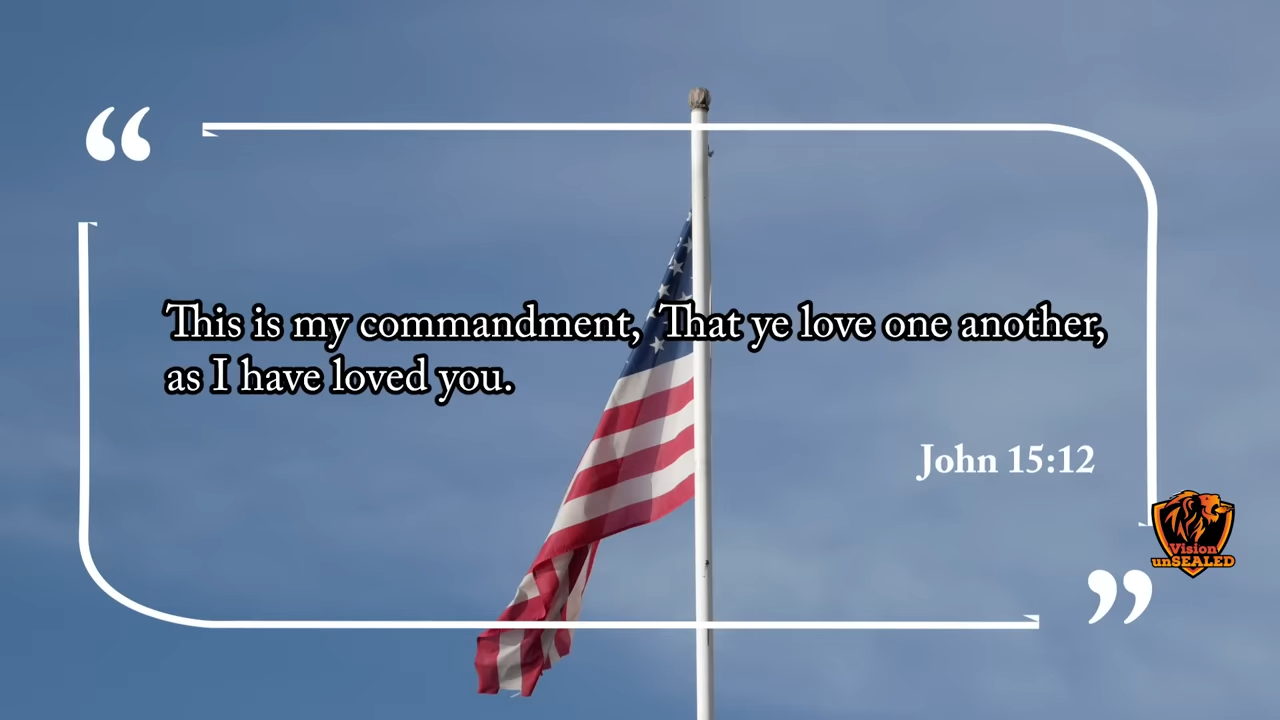 “
This is my commandment, That ye love one another,
as I have loved you.
John 15:12
Vision
unSEALED
”